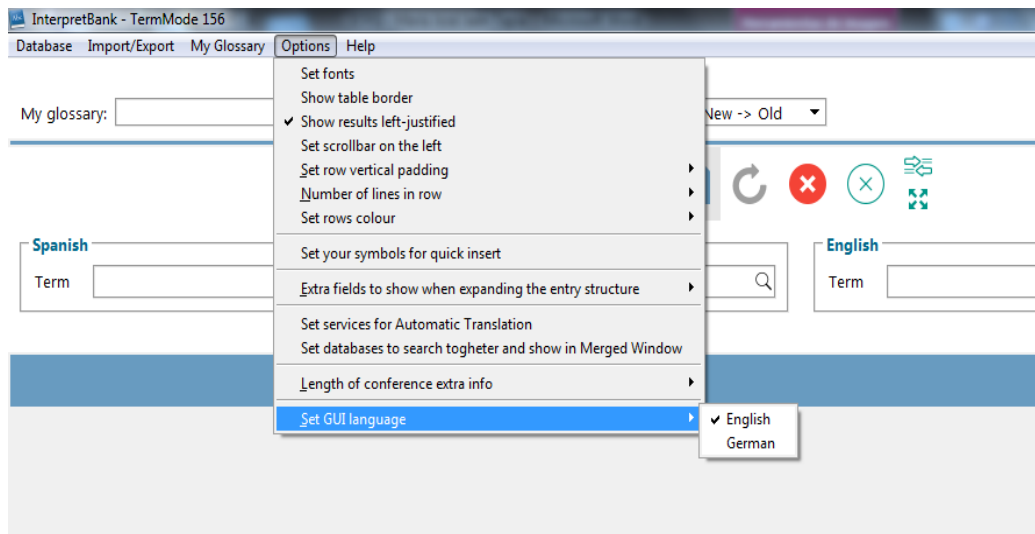 InterpretBank - TermMode 156
Database Import/Export My Glossary Options Help
Set fonts
Show table border
My glossary: New -> Old
Show results left-justified
Set scrollbar on the left
Set row vertical padding
Number of lines in row
Set rows colour
Spanish English
Set your symbols for quick insert
Term Term
Extra fields to show when expanding the entry structure
Set services for Automatic Translation
Set databases to search togheter and show in Merged Window
Length of conference extra info
Set GUI language English
German